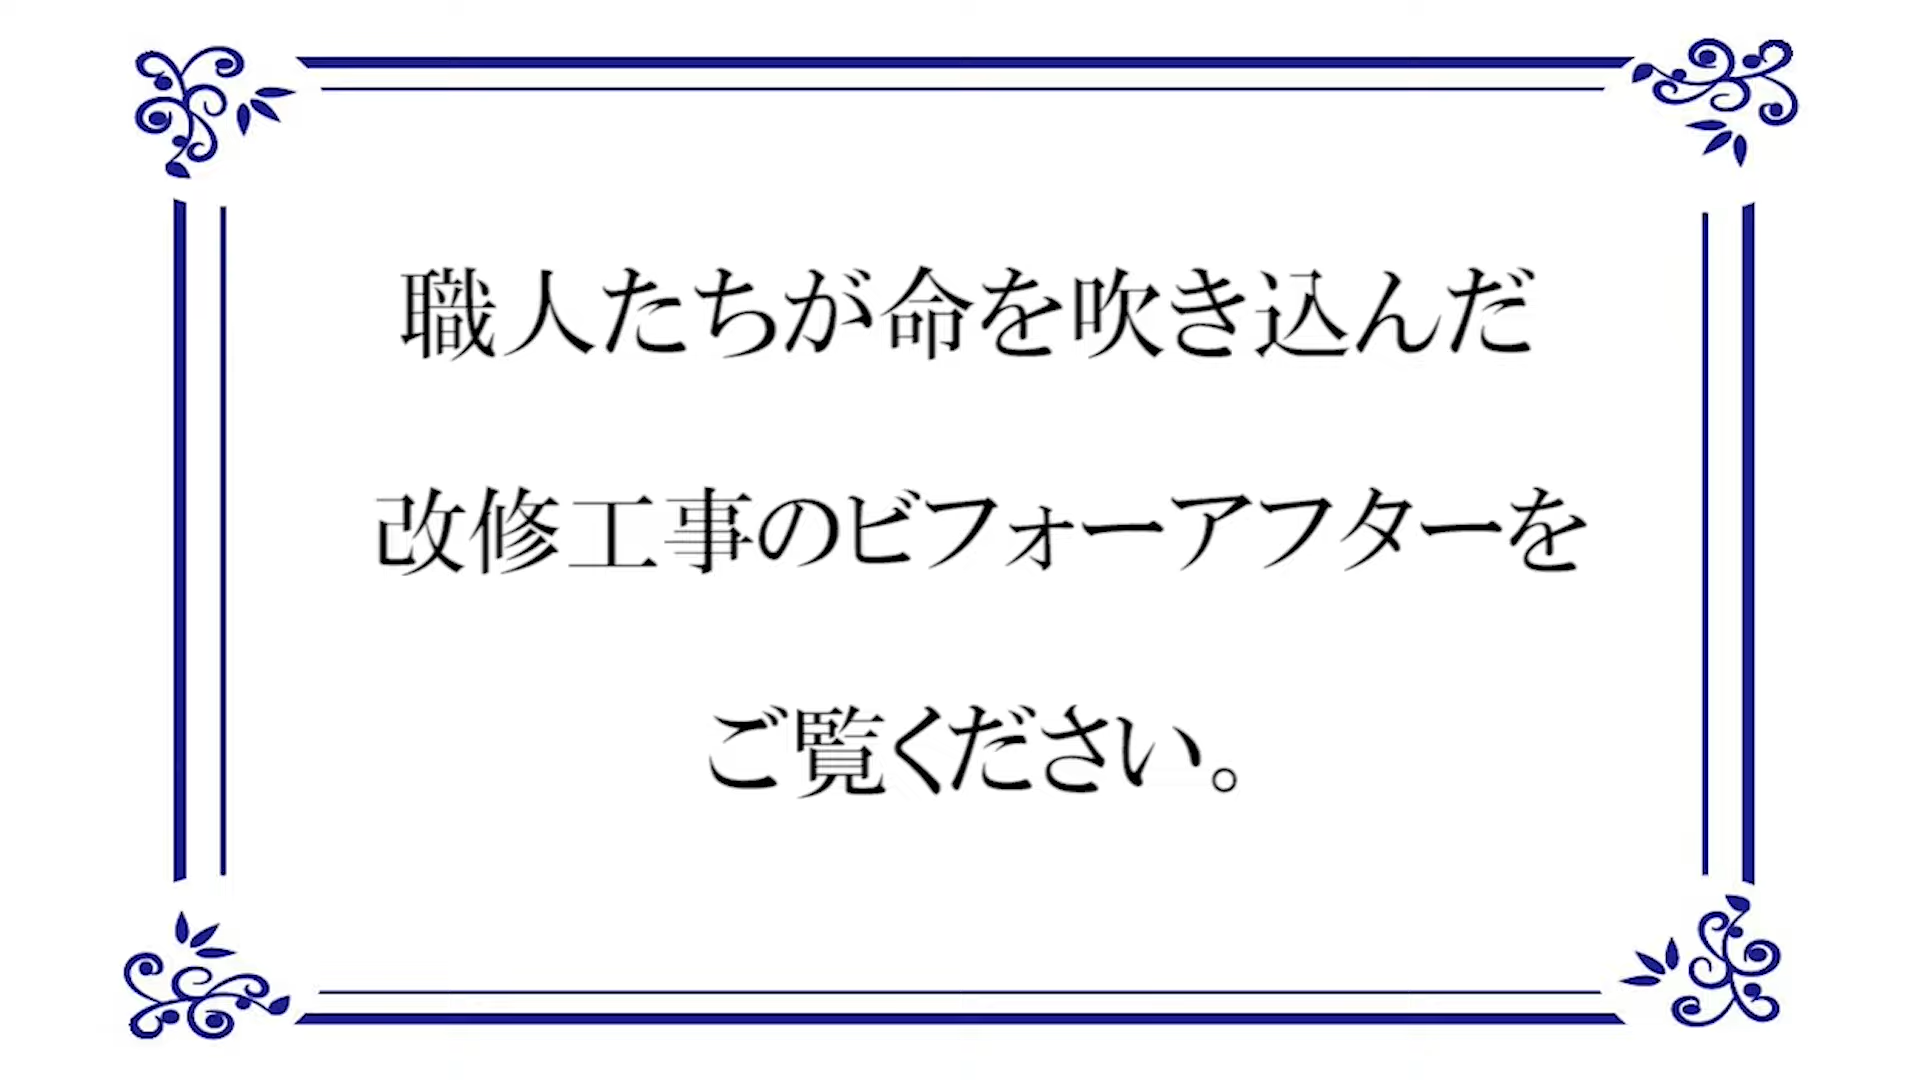 職人たちが命を吹き込んだ
改修工事のビフォーアフターを
ご覧ください。